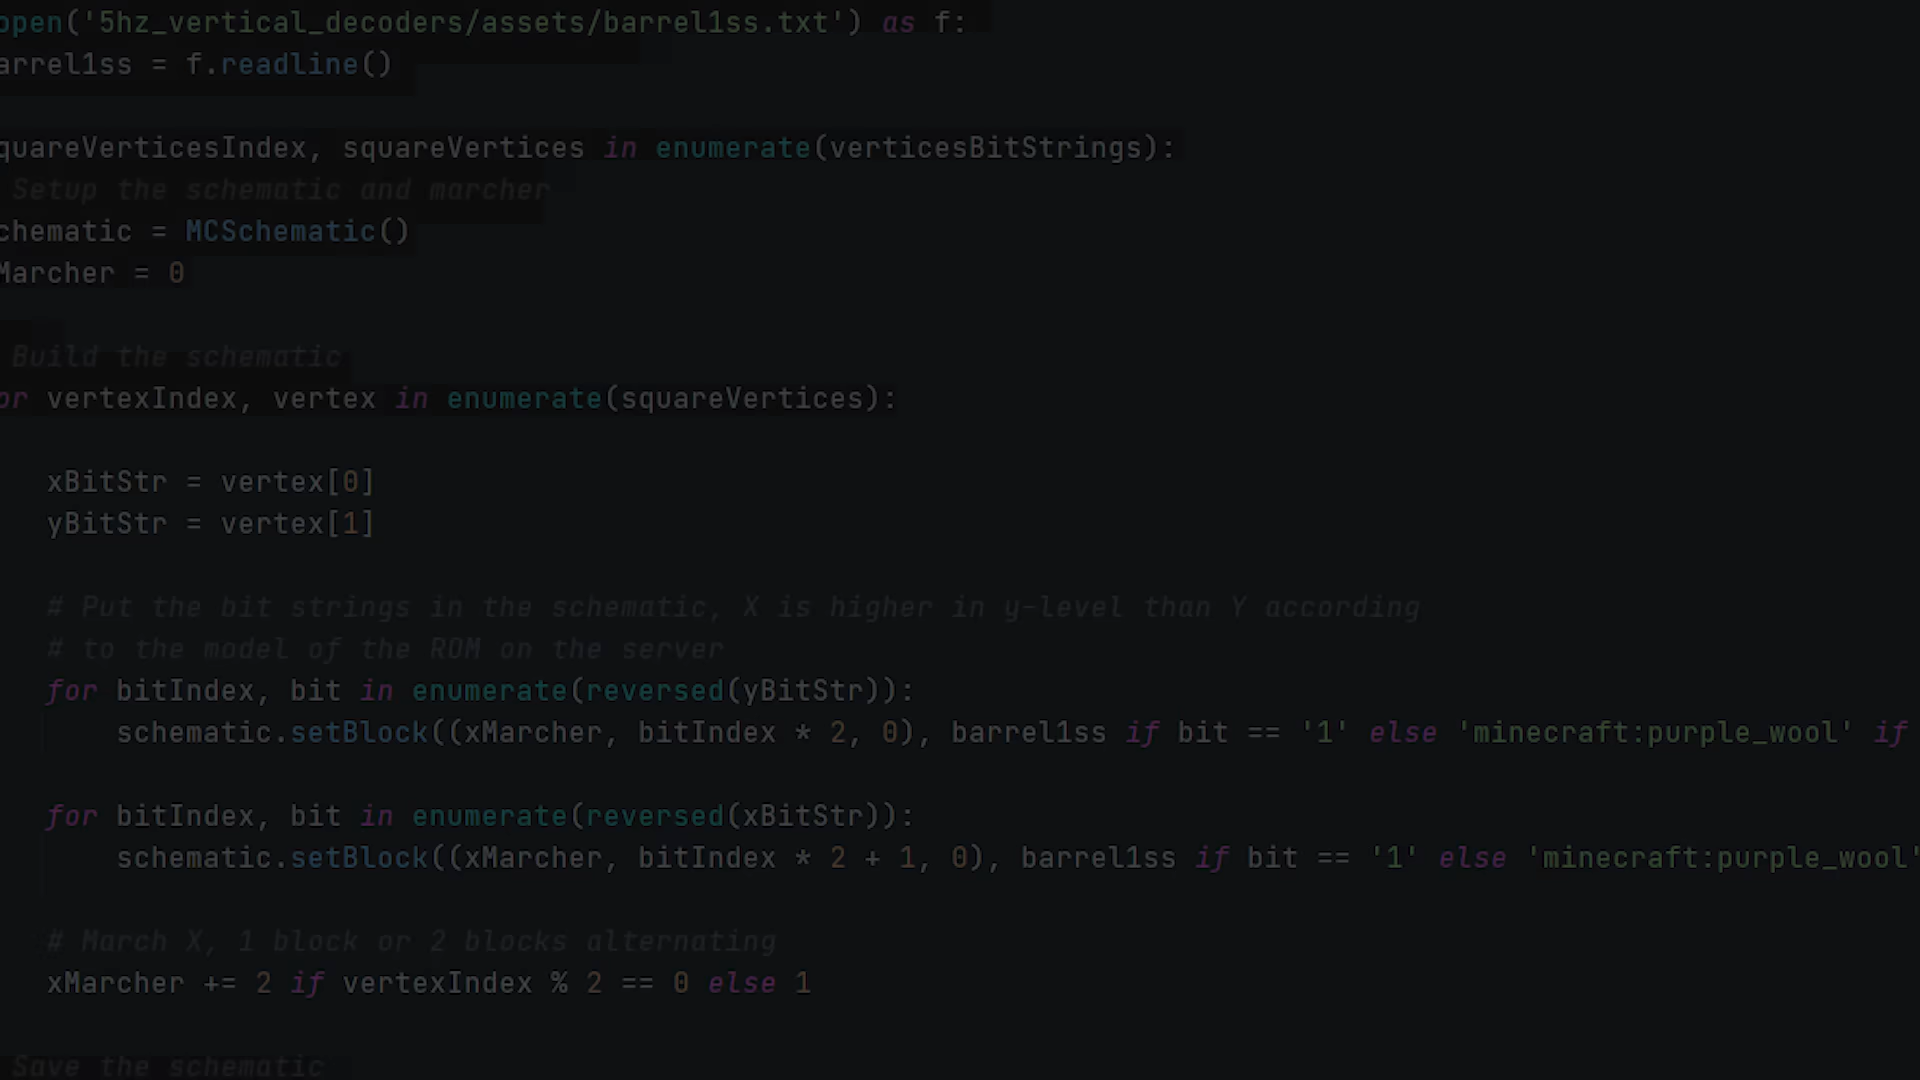 open('5hz_vertical_decoders/assets/barrel1ss.txt') as f:
arrel1ss = f.readline()
quareVerticesIndex, squareVertices in enumerate(verticesBitStrings):
Setup the schematic and marcher
chematic = MCSchematic()
Marcher = 0
Build the schematic
or vertexIndex, vertex in enumerate(squareVertices):
xBitStr = vertex[0]
yBitStr = vertex[1]
# Put the bit strings in the schematic, X is higher in y-level than Y according
# to the model of the ROM on the server
for bitIndex, bit in enumerate(reversed(yBitStr)):
schematic.setBlock((xMarcher, bitIndex * 2, 0), barrel1ss if bit == '1' else 'minecraft:purple_wool' if
for bitIndex, bit in enumerate(reversed(xBitStr)):
schematic.setBlock((xMarcher, bitIndex * 2 + 1, 0), barrel1ss if bit == '1' else 'minecraft:purple_wool'
# March X, 1 block or 2 blocks alternating
xMarcher += 2 if vertexIndex % 2 == 0 else 1
Save the schematic